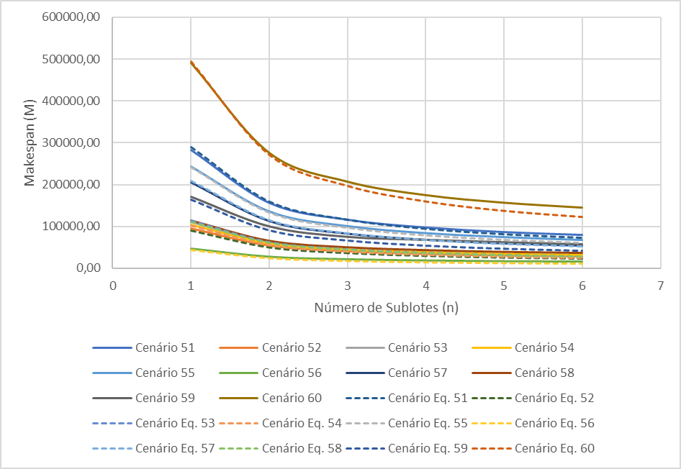 600000,00
500000,00
400000,00
300000,00
200000,00
100000,00
0,00
Makespan (M)
0 1 2 3 4 5 6 7
Número de Sublotes (n)
Cenário 51 Cenário 52 Cenário 53 Cenário 54
Cenário 55 Cenário 56 Cenário 57 Cenário 58
Cenário 59 Cenário 60 Cenário Eq. 51 Cenário Eq. 52
Cenário Eq. 53 Cenário Eq. 54 Cenário Eq. 55 Cenário Eq. 56
Cenário Eq. 57 Cenário Eq. 58 Cenário Eq. 59 Cenário Eq. 60